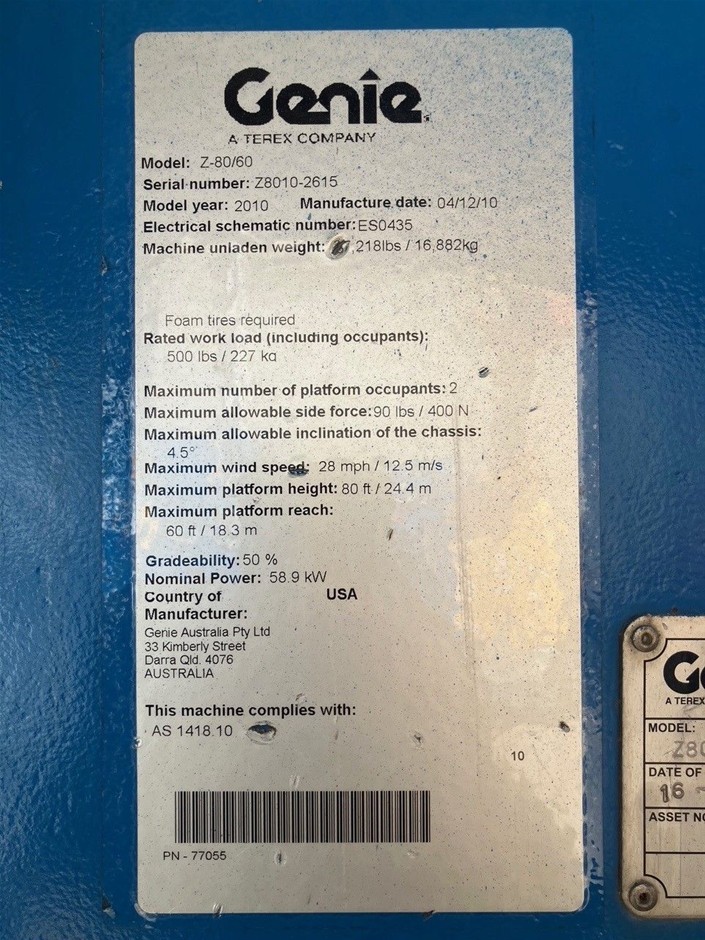 Genie
A TEREX COMPANY
Model: Z-80/60
Serial number: Z8010-2615
Model year: 2010 Manufacture date: 04/12/10
Electrical schematic number: ES0435
Machine unladen weight: ,218lbs / 16,882kg
Foam tires required
Rated work load (including occupants):
500 lbs / 227 kg
Maximum number of platform occupants: 2
Maximum allowable side force: 90 lbs / 400 N
Maximum allowable inclination of the chassis:
4.5°
Maximum wind speed: 28 mph / 12.5 m/s
Maximum platform height: 80 ft / 24.4 m
Maximum platform reach:
60 ft / 18.3 m
Gradeability: 50 %
Nominal Power: 58.9 kW
Country of USA
Manufacturer:
Genie Australia Pty Ltd
33 Kimberly Street
Darra Qld. 4076
AUSTRALIA
This machine complies with:
AS 1418.10
10
PN - 77055
A TEREX
MODEL:
DATE OF
16
ASSET